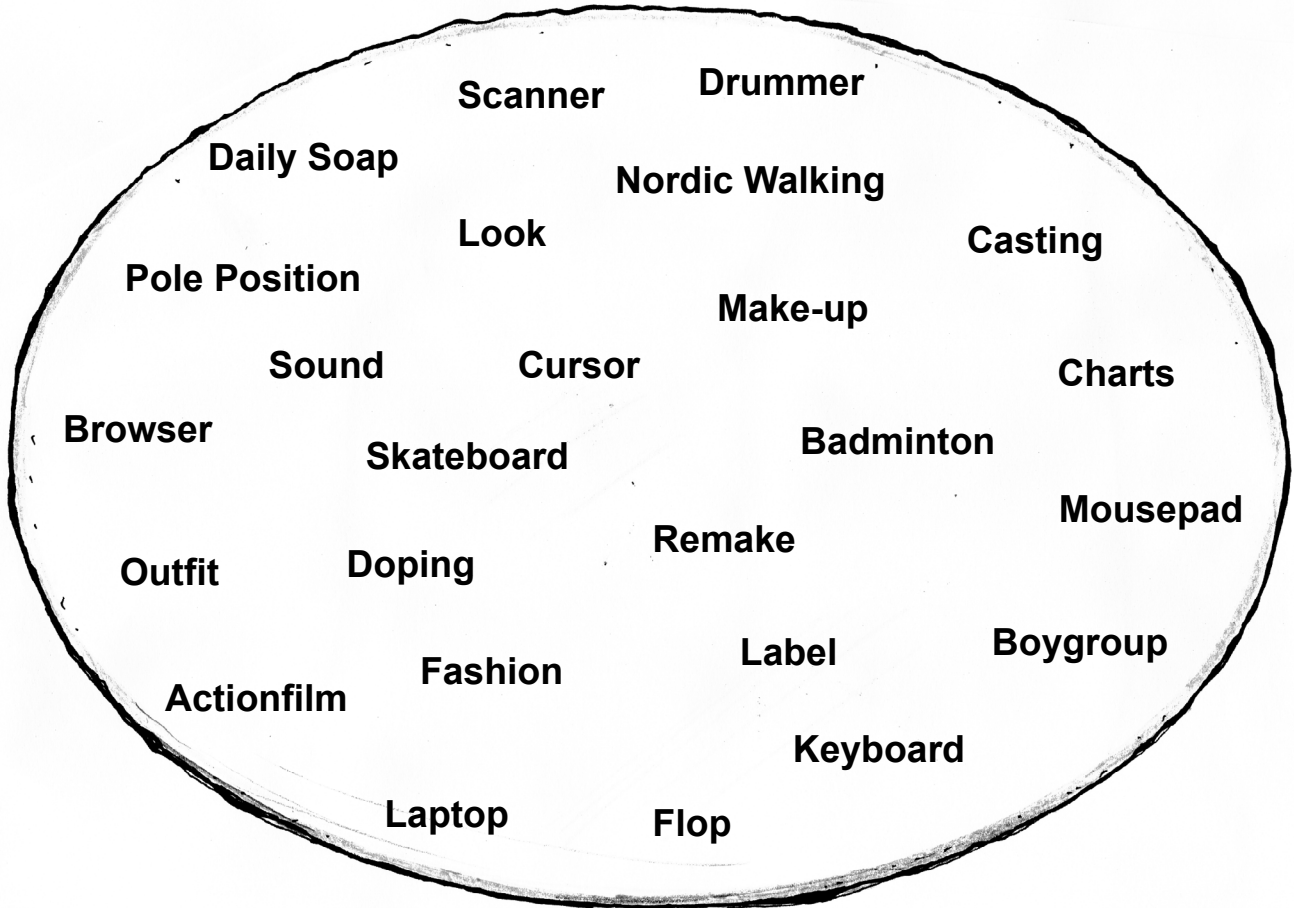 Drummer
Scanner
Daily Soap
Nordic Walking
Look
Casting
Pole Position
Make-up
Sound
Cursor
Charts
Browser
Badminton
Skateboard
Mousepad
Remake
Doping
Outfit
Boygroup
Label
Fashion
Actionfilm
Keyboard
Laptop
Flop